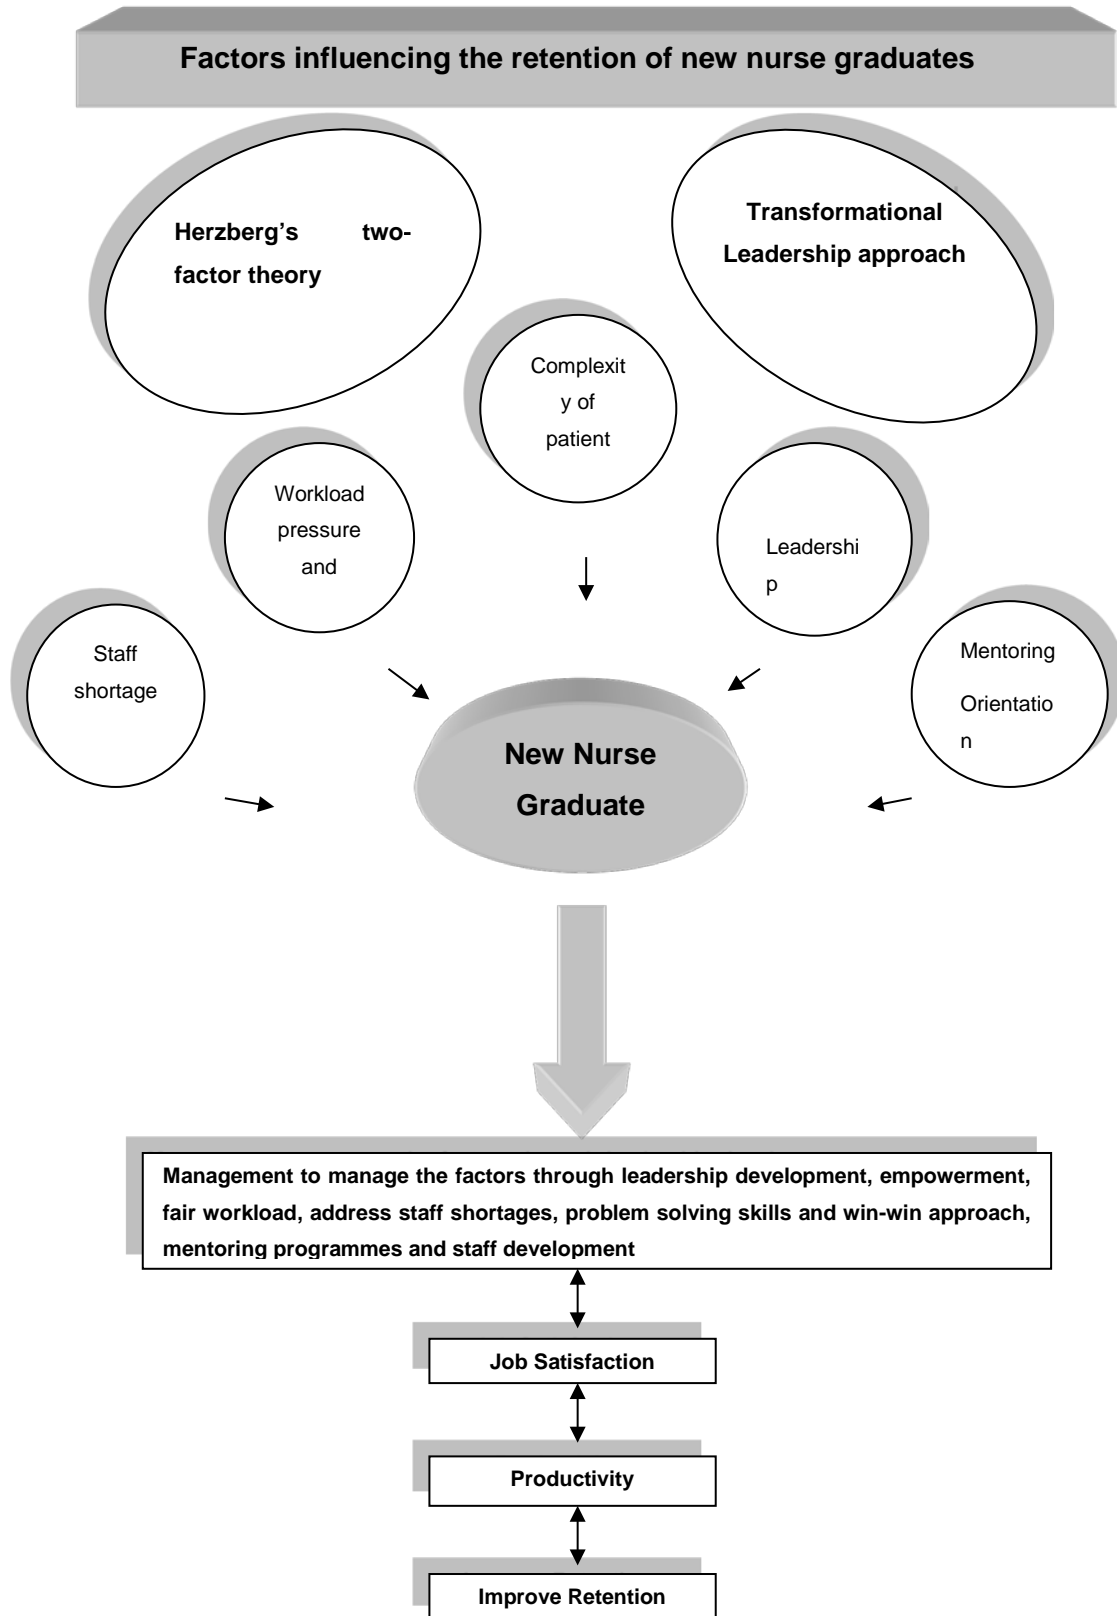 Factors influencing the retention of new nurse graduates
Herzberg's two-
factor theory
Transformational
Leadership approach
Complexit
y of
patient
Workload
pressure
and
Leadershi
p
Staff
shortage
Mentoring
Orientatio
n
New Nurse
Graduate
Management to manage the factors through leadership development, empowerment,
fair workload, address staff shortages, problem solving skills and win-win approach,
mentoring programmes and staff development
Job Satisfaction
Productivity
Improve Retention